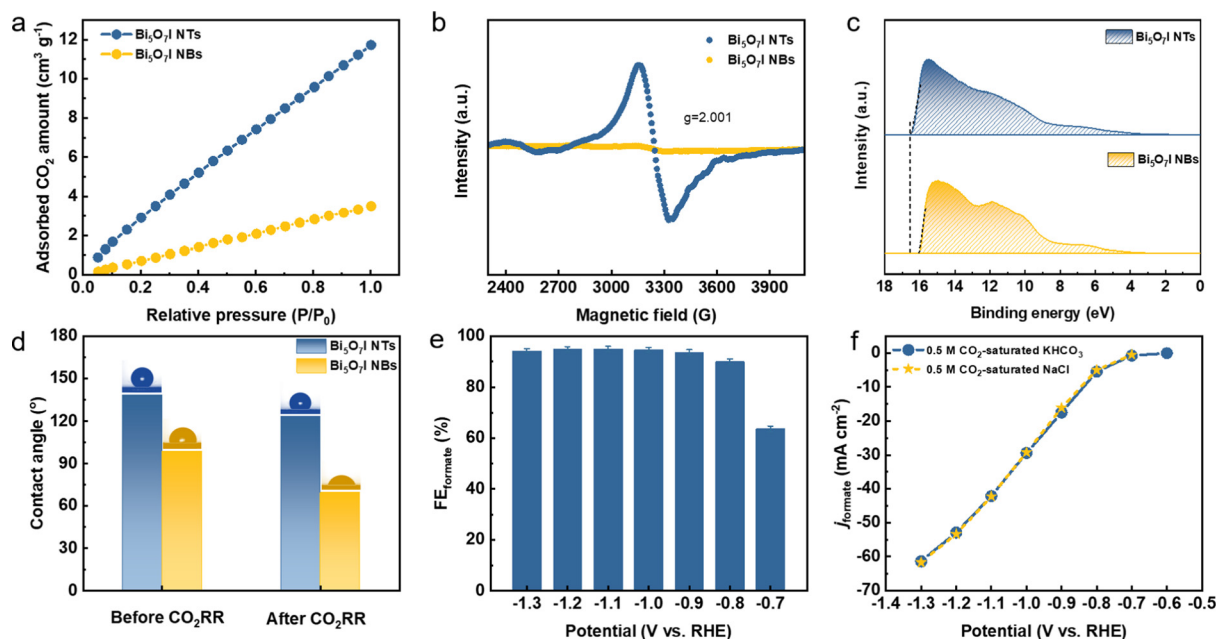 a
Bi₅O₇I NTs
Bi₅O₇I NBs
Adsorbed CO₂ amount (cm³ g⁻¹)
12
10
8
6
4
2
0
0.0 0.2 0.4 0.6 0.8 1.0
Relative pressure (P/P₀)
b
Bi₅O₇I NTs
Bi₅O₇I NBs
g=2.001
Intensity (a.u.)
2400 2700 3000 3300 3600 3900
Magnetic field (G)
c
Bi₅O₇I NTs
Bi₅O₇I NBs
Intensity (a.u.)
18 16 14 12 10 8 6 4 2 0
Binding energy (eV)
d
Bi₅O₇I NTs
Bi₅O₇I NBs
Contact angle (°)
180
150
120
90
60
30
0
Before CO₂RR After CO₂RR
e
FEformate (%)
100
80
60
40
20
0
-1.3 -1.2 -1.1 -1.0 -0.9 -0.8 -0.7
Potential (V vs. RHE)
f
0.5 M CO₂-saturated KHCO₃
0.5 M CO₂-saturated NaCl
jformate (mA cm⁻²)
0
-10
-20
-30
-40
-50
-60
-70
-1.4 -1.3 -1.2 -1.1 -1.0 -0.9 -0.8 -0.7 -0.6 -0.5
Potential (V vs. RHE)